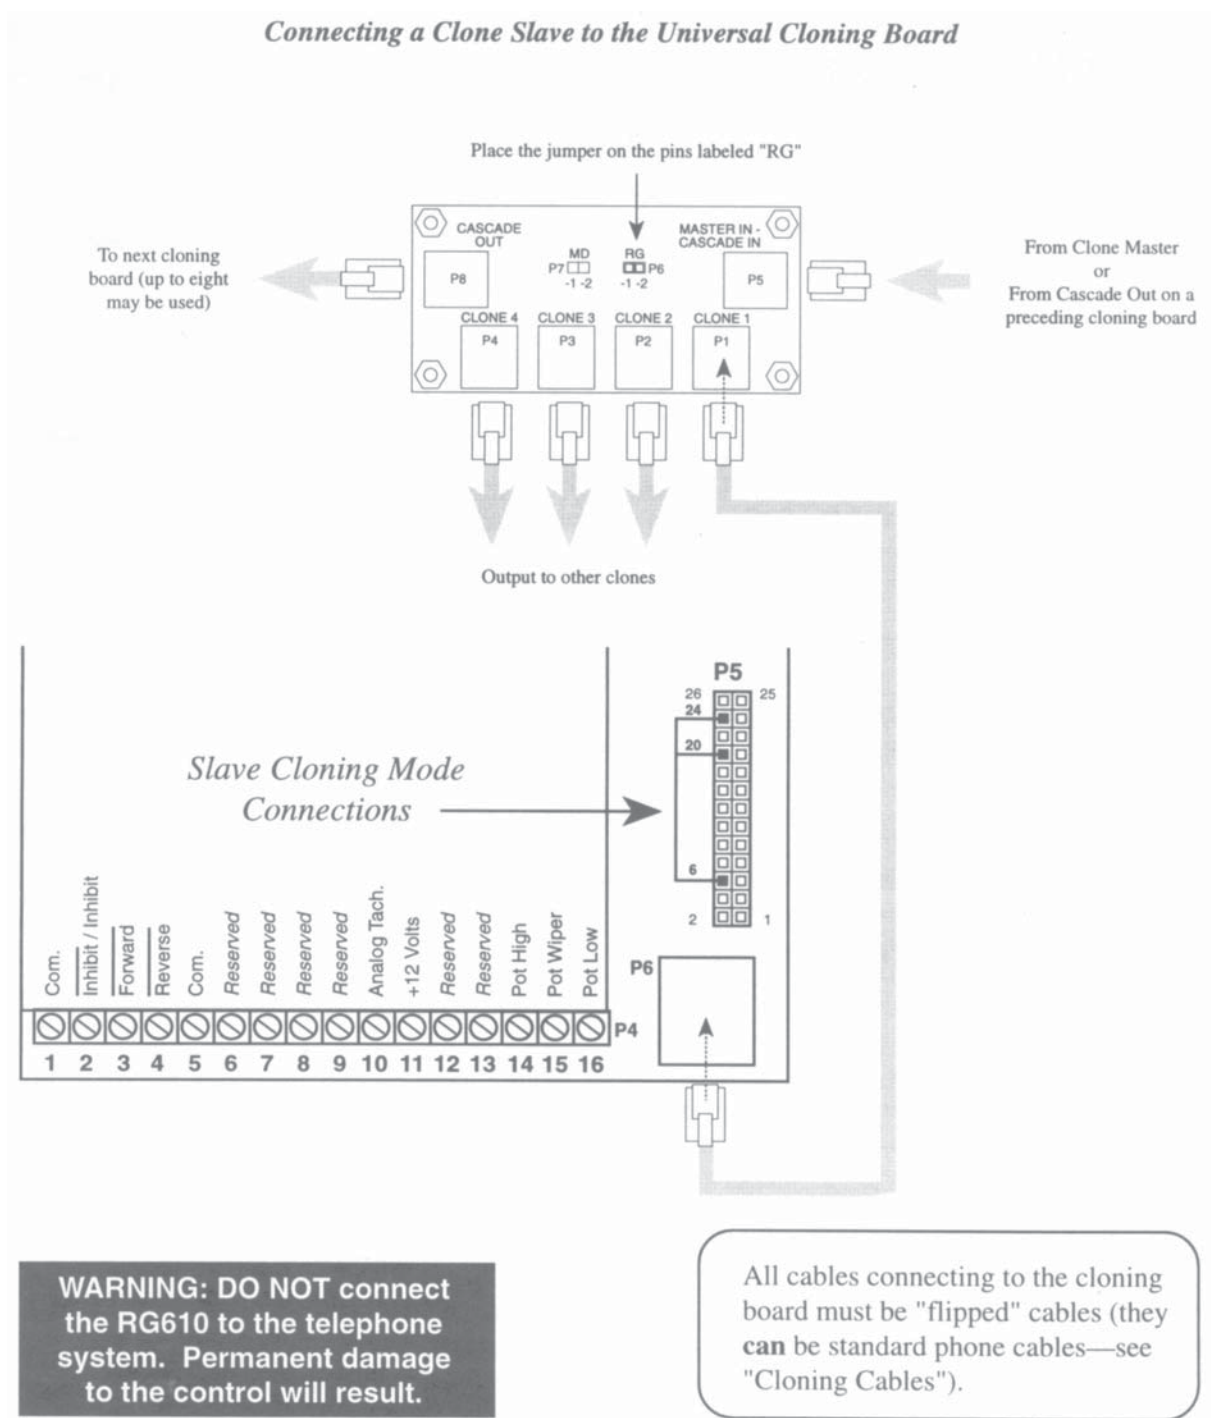 Connecting a Clone Slave to the Universal Cloning Board
Place the jumper on the pins labeled "RG"
To next cloning
board (up to eight
may be used)
CASCADE
OUT
MD
RG
MASTER IN -
CASCADE IN
P7
P6
-1 -2
-1 -2
P8
P5
CLONE 4
CLONE 3
CLONE 2
CLONE 1
P4
P3
P2
P1
From Clone Master
or
From Cascade Out on a
preceding cloning board
Output to other clones
Slave Cloning Mode
Connections
P5
26
25
24
20
6
2
1
Com.
Inhibit / Inhibit
Forward
Reverse
Com.
Reserved
Reserved
Reserved
Reserved
Analog Tach.
+12 Volts
Reserved
Reserved
Pot High
Pot Wiper
Pot Low
P4
P6
1 2 3 4 5 6 7 8 9 10 11 12 13 14 15 16
WARNING: DO NOT connect
the RG610 to the telephone
system. Permanent damage
to the control will result.
All cables connecting to the cloning
board must be "flipped" cables (they
can be standard phone cables—see
"Cloning Cables").